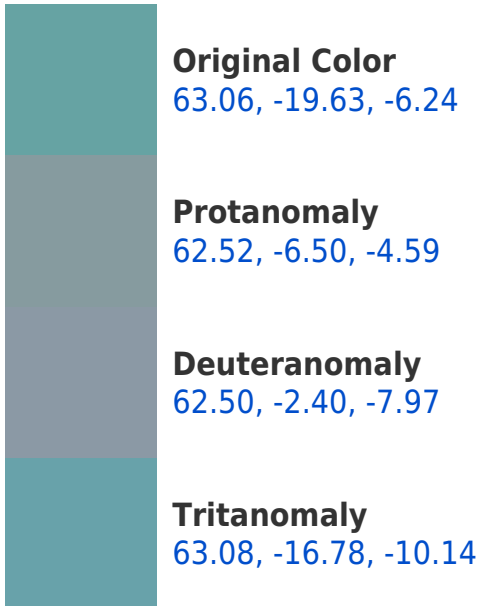 Original Color
63.06, -19.63, -6.24
Protanomaly
62.52, -6.50, -4.59
Deuteranomaly
62.50, -2.40, -7.97
Tritanomaly
63.08, -16.78, -10.14